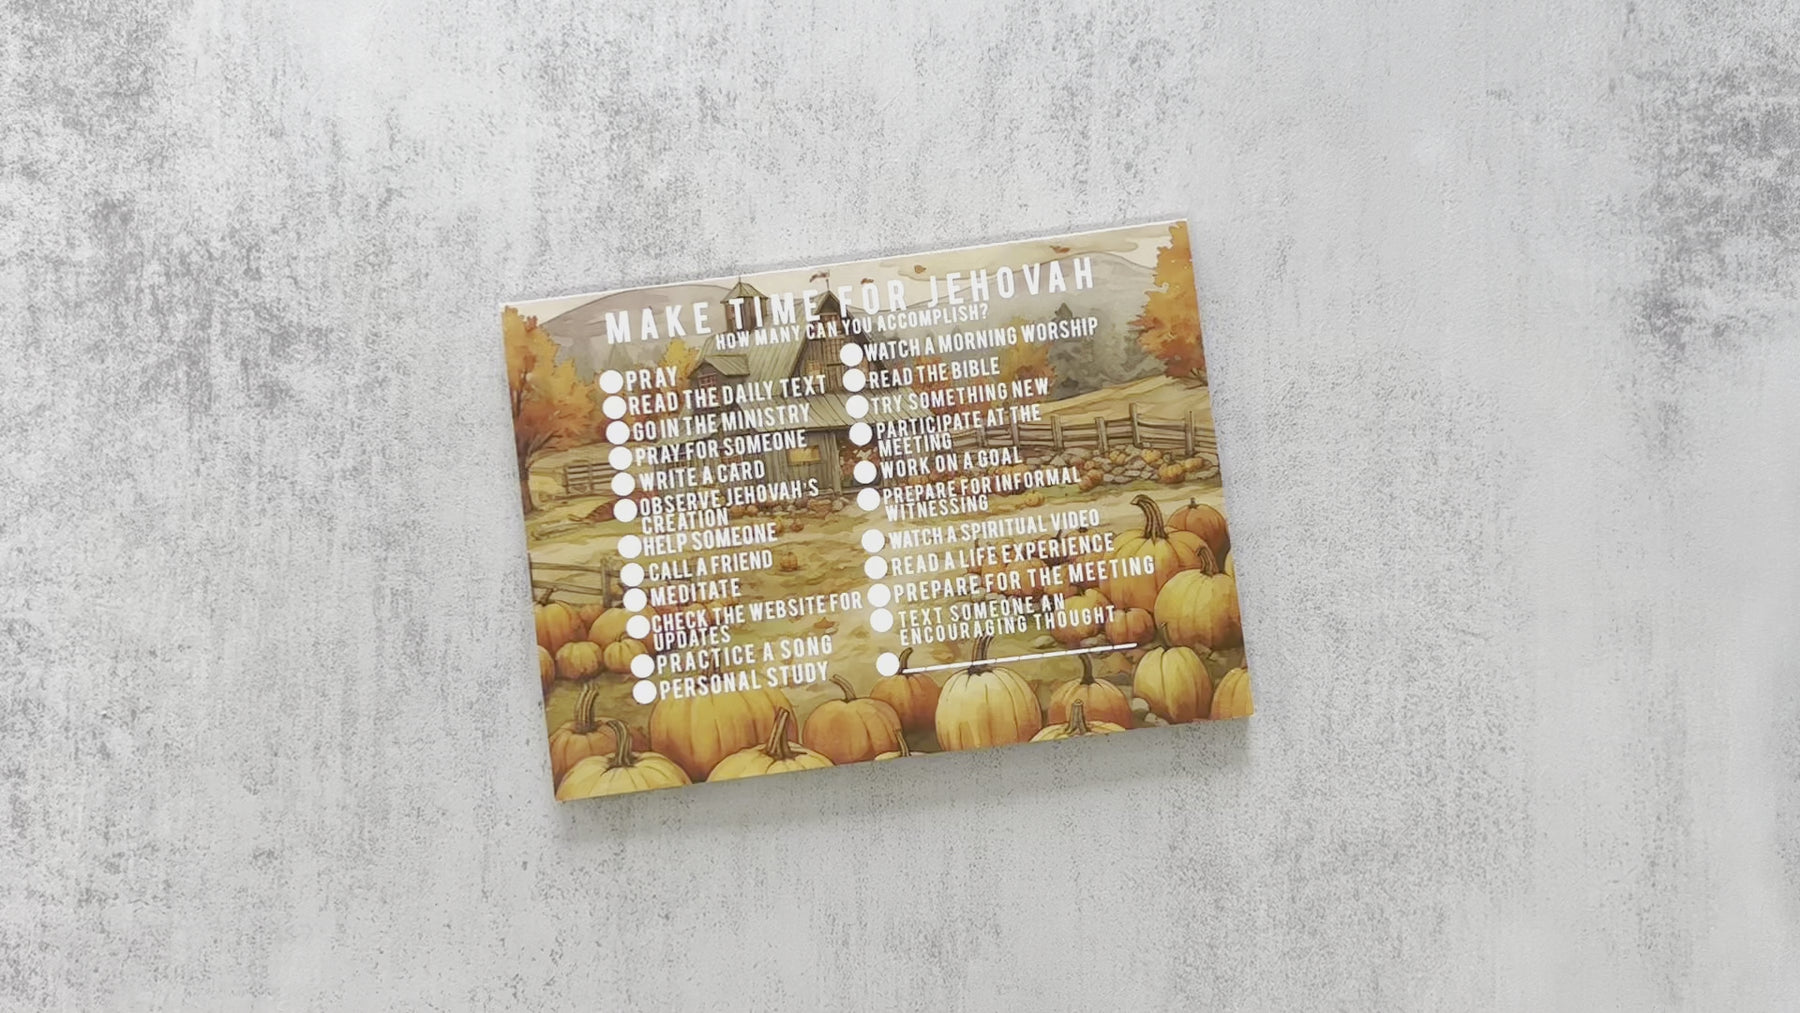 MAKE TIME FOR JEHOVAH
HOW MANY CAN YOU ACCOMPLISH?
PRAY
READ THE DAILY TEXT
GO IN THE MINISTRY
PRAY FOR SOMEONE
WRITE A CARD
OBSERVE JEHOVAH'S
CREATION
HELP SOMEONE
CALL A FRIEND
MEDITATE
CHECK THE WEBSITE FOR
UPDATES
PRACTICE A SONG
PERSONAL STUDY
WATCH A MORNING WORSHIP
READ THE BIBLE
TRY SOMETHING NEW
PARTICIPATE AT THE
MEETING
WORK ON A GOAL
PREPARE FOR INFORMAL
WITNESSING
WATCH A SPIRITUAL VIDEO
READ A LIFE EXPERIENCE
PREPARE FOR THE MEETING
TEXT SOMEONE AN
ENCOURAGING THOUGHT